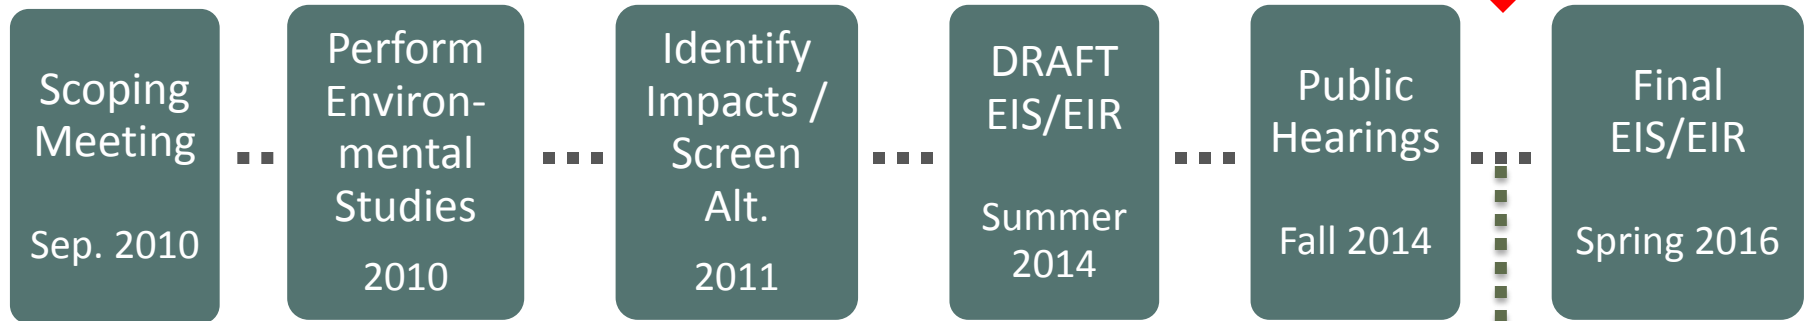 Scoping
Meeting
Sep. 2010
Perform
Environ-
mental
Studies
2010
Identify
Impacts /
Screen
Alt.
2011
DRAFT
EIS/EIR
Summer
2014
Public
Hearings
Fall 2014
Final
EIS/EIR
Spring 2016